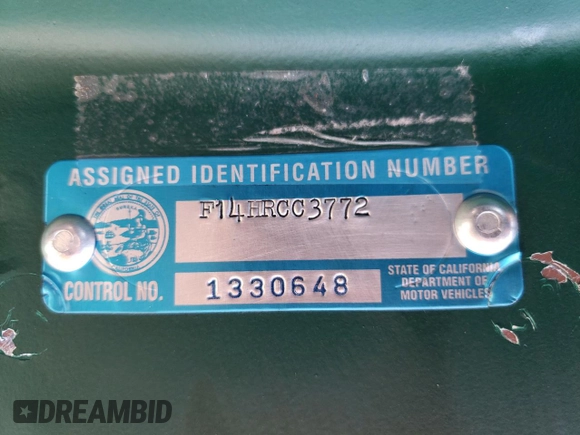 ASSIGNED IDENTIFICATION NUMBER
F14HRCC3772
CONTROL NO.
1330648
STATE OF CALIFORNIA
DEPARTMENT OF
MOTOR VEHICLES
DREAMBID